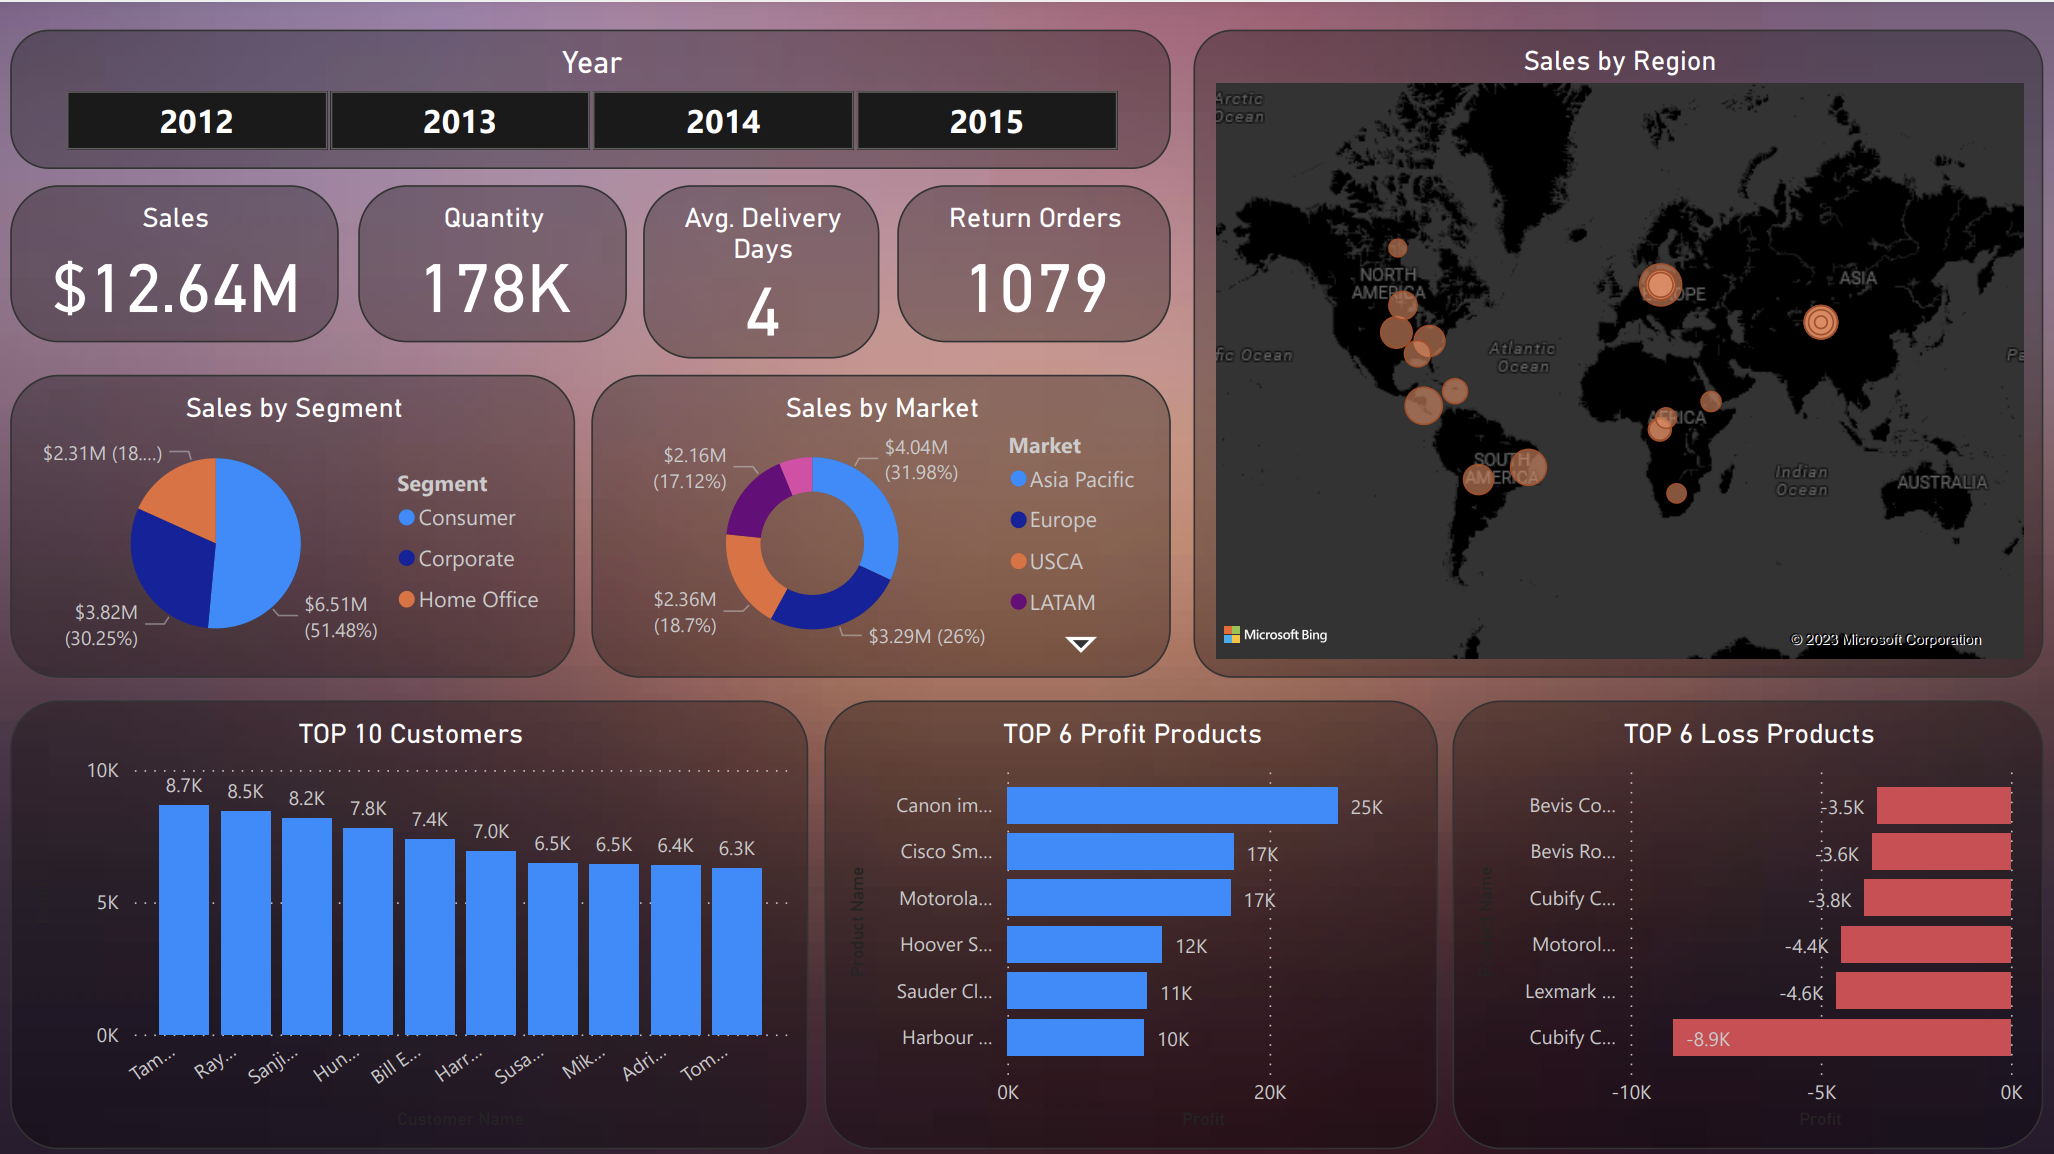 Year
2012
2013
2014
2015
Sales
$12.64M
Quantity
178K
Avg. Delivery
Days
4
Return Orders
1079
Sales by Region
Arctic
Ocean
NORTH
AMERICA
ASIA
Atlantic
Ocean
fic Ocean
Pa
AFRICA
SOUTH
AMERICA
Indian
Ocean
AUSTRALIA
Microsoft Bing
© 2023 Microsoft Corporation
Sales by Segment
$2.31M (18....)
$3.82M
(30.25%)
$6.51M
(51.48%)
Segment
Consumer
Corporate
Home Office
Sales by Market
$2.16M
(17.12%)
$4.04M
(31.98%)
$2.36M
(18.7%)
$3.29M (26%)
Market
Asia Pacific
Europe
USCA
LATAM
TOP 10 Customers
10K
5K
0K
8.7K
8.5K
8.2K
7.8K
7.4K
7.0K
6.5K
6.5K
6.4K
6.3K
Tam...
Ray...
Sanji...
Hun...
Bill E...
Harr...
Susa...
Mik...
Adri...
Tom...
Customer Name
TOP 6 Profit Products
Product Name
Canon im...
25K
Cisco Sm...
17K
Motorola...
17K
Hoover S...
12K
Sauder Cl...
11K
Harbour ...
10K
0K
20K
Profit
TOP 6 Loss Products
Bevis Co...
-3.5K
Bevis Ro...
-3.6K
Cubify C...
-3.8K
Motorol...
-4.4K
Lexmark ...
-4.6K
Cubify C...
-8.9K
-10K
-5K
0K
Profit